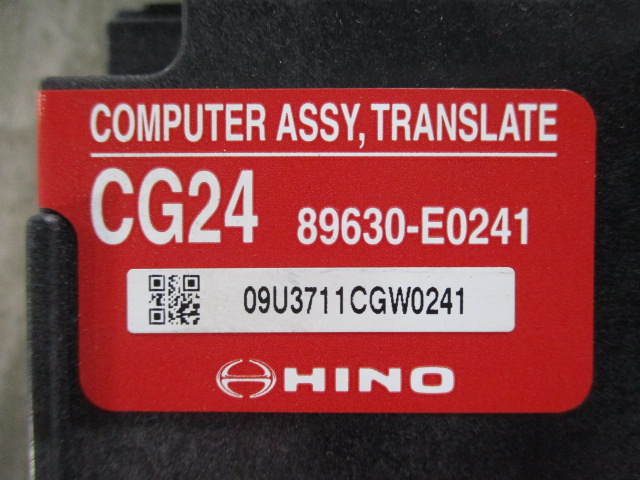 COMPUTER ASSY, TRANSLATE
CG24 89630-E0241
09U3711CGW0241
HINO